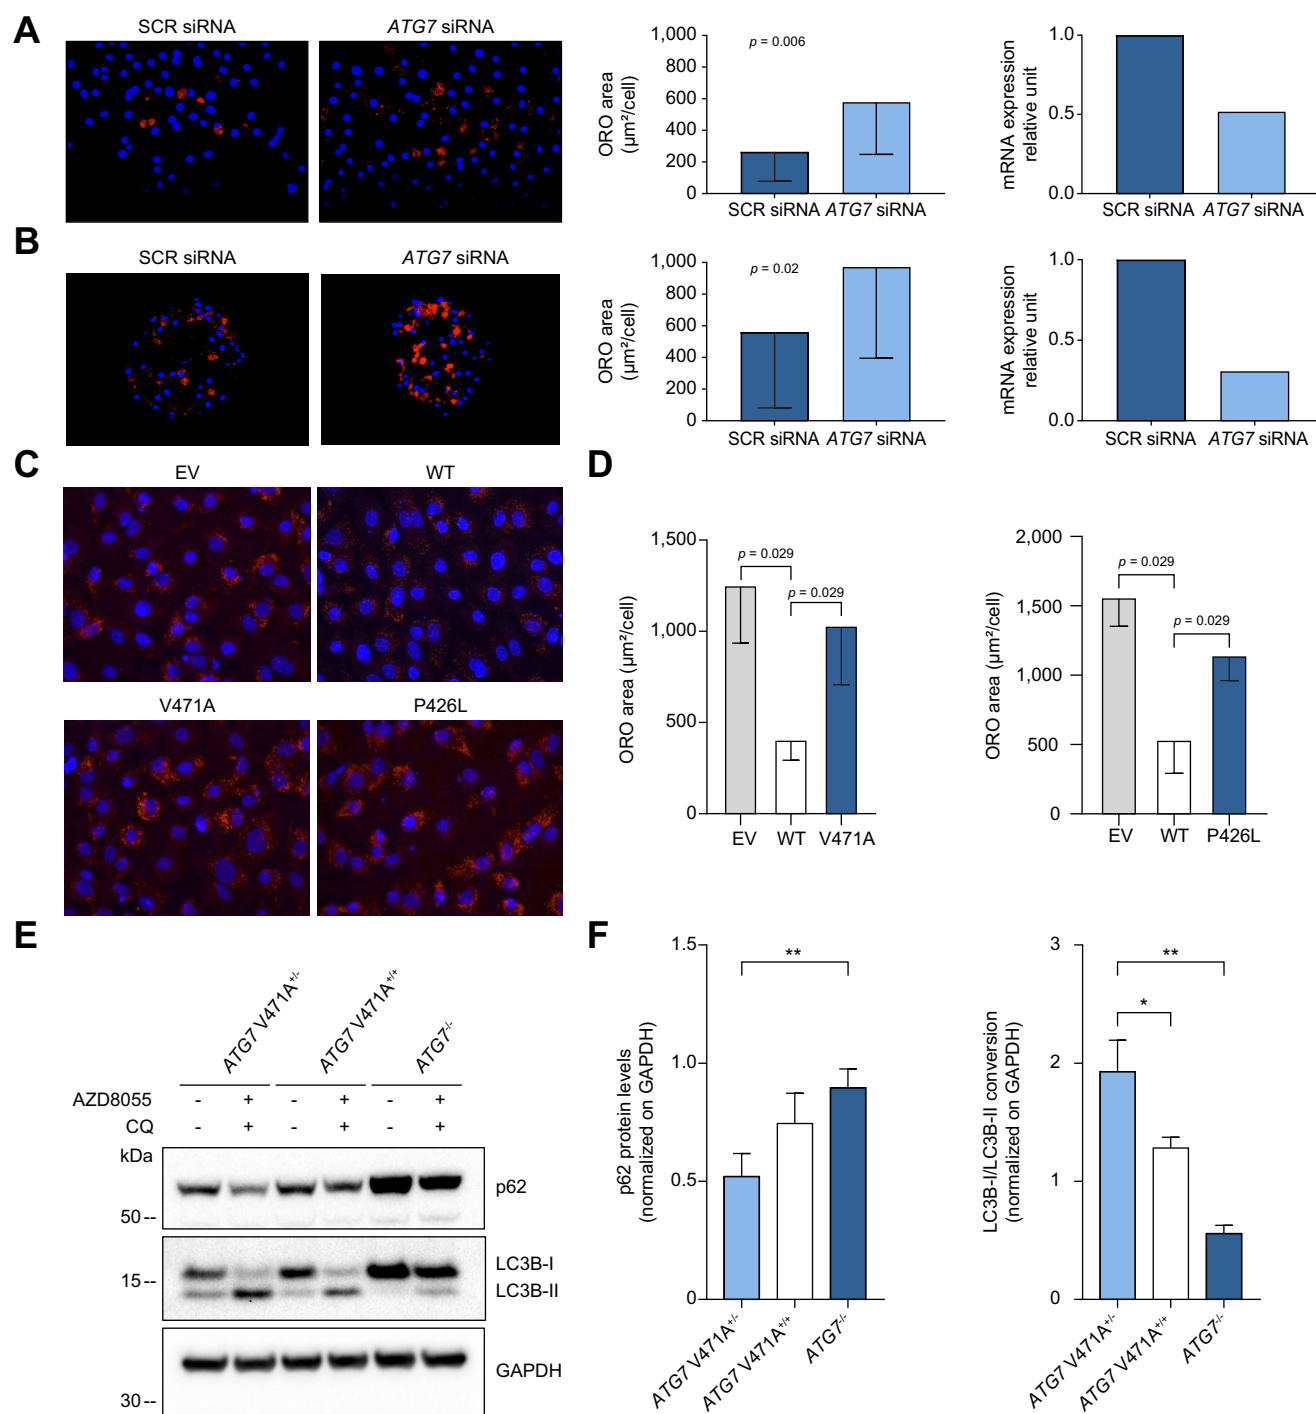 A
SCR siRNA
ATG7 siRNA
ORO area
(µm²/cell)
1,000
800
600
400
200
0
p = 0.006
SCR siRNA
ATG7 siRNA
mRNA expression
relative unit
1.0
0.5
0.0
SCR siRNA
ATG7 siRNA
B
SCR siRNA
ATG7 siRNA
ORO area
(µm²/cell)
1,000
800
600
400
200
0
p = 0.02
SCR siRNA
ATG7 siRNA
mRNA expression
relative unit
1.0
0.5
0.0
SCR siRNA
ATG7 siRNA
C
EV
WT
V471A
P426L
D
ORO area (µm²/cell)
1,500
1,000
500
0
p = 0.029
p = 0.029
EV
WT
V471A
ORO area (µm²/cell)
2,000
1,500
1,000
500
0
p = 0.029
p = 0.029
EV
WT
P426L
E
ATG7 V471A+/-
ATG7 V471A+/+
ATG7-/-
AZD8055 - + - + - +
CQ - + - + - +
kDa
p62
50 --
LC3B-I
15 --
LC3B-II
GAPDH
30 --
F
p62 protein levels
(normalized on GAPDH)
1.5
1.0
0.5
0
**
ATG7 V471A+/-
ATG7 V471A+/+
ATG7-/-
LC3B-I/LC3B-II conversion
(normalized on GAPDH)
3
2
1
0
**
*
ATG7 V471A+/-
ATG7 V471A+/+
ATG7-/-